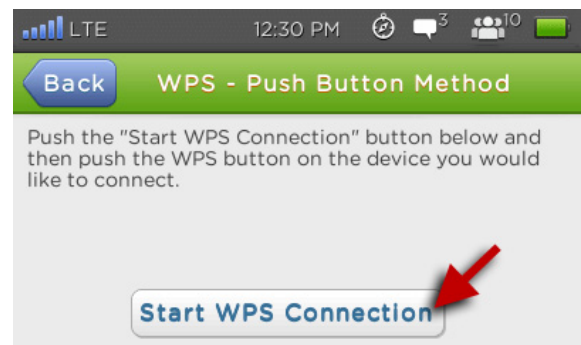 LTE 12:30 PM 3 10
Back WPS - Push Button Method
Push the "Start WPS Connection" button below and
then push the WPS button on the device you would
like to connect.
Start WPS Connection